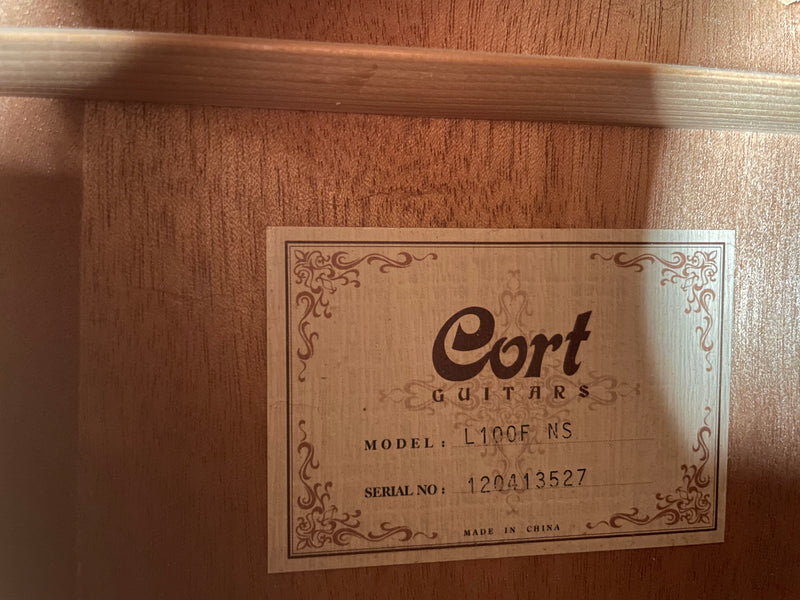 Cort
GUITARS
MODEL: L100F NS
SERIAL NO: 120413527
MADE IN CHINA